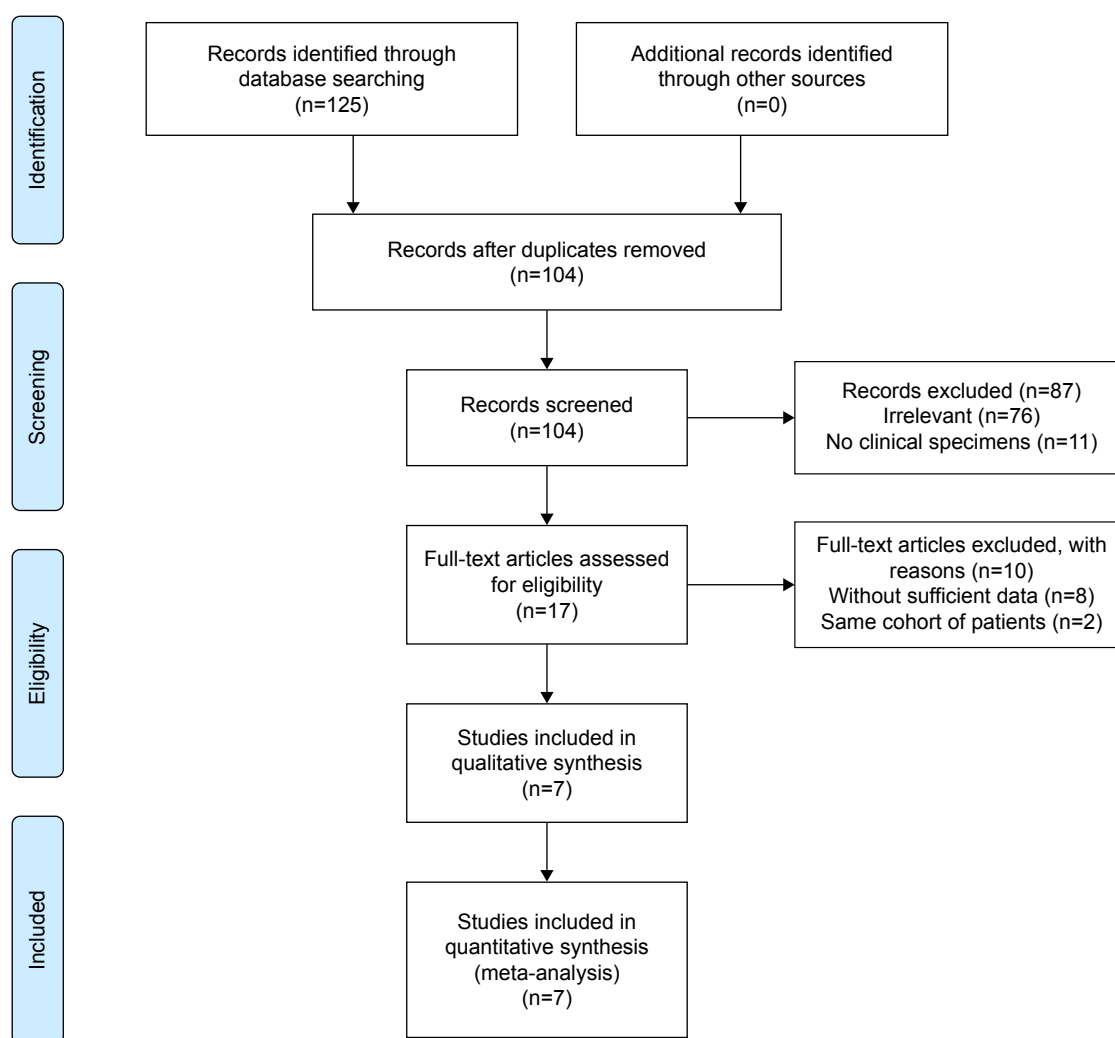 Identification
Records identified through
database searching
(n=125)
Additional records identified
through other sources
(n=0)
Records after duplicates removed
(n=104)
Screening
Records screened
(n=104)
Records excluded (n=87)
Irrelevant (n=76)
No clinical specimens (n=11)
Eligibility
Full-text articles assessed
for eligibility
(n=17)
Full-text articles excluded, with
reasons (n=10)
Without sufficient data (n=8)
Same cohort of patients (n=2)
Studies included in
qualitative synthesis
(n=7)
Included
Studies included in
quantitative synthesis
(meta-analysis)
(n=7)